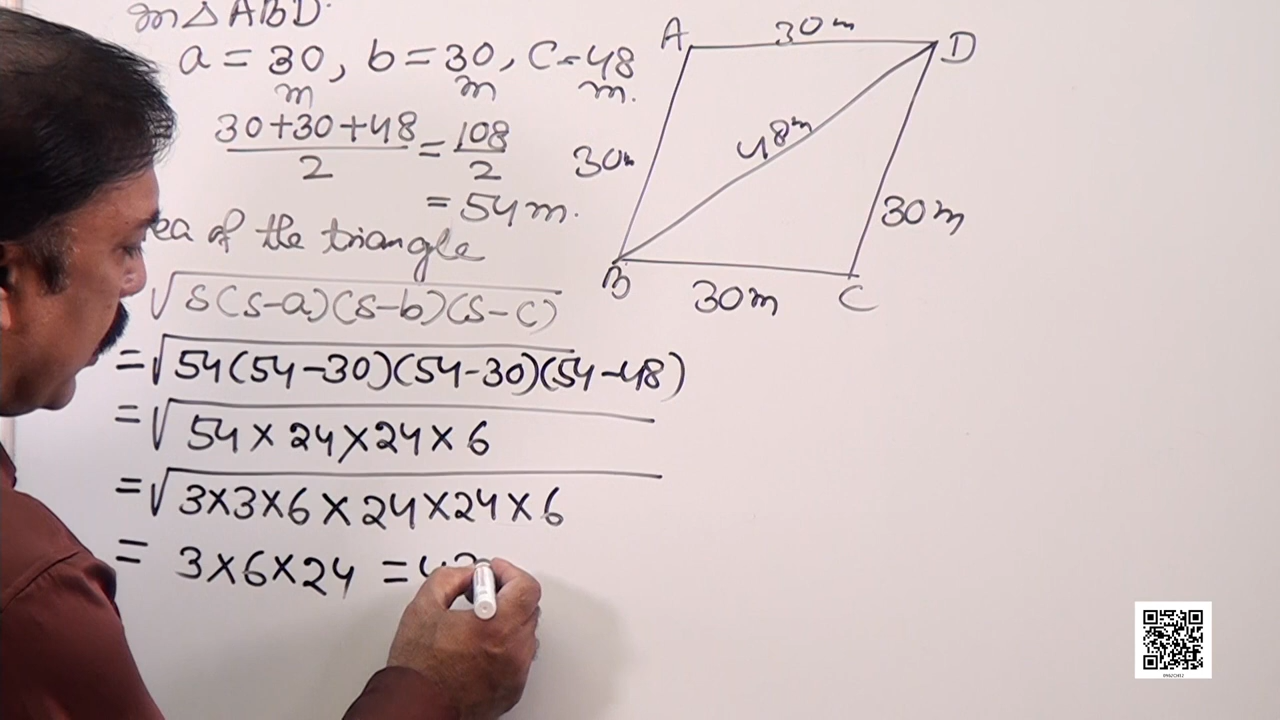 In △ ABD.
a = 30 m, b = 30 m, c = 48 m.
30+30+48/2 = 108/2
= 54 m.
of the triangle
√s(s-a)(s-b)(s-c)
= √54(54-30)(54-30)(54-48)
= √54 × 24 × 24 × 6
= √3×3×6 × 24×24×6
= 3×6×24 =
A
30 m
D
30 m
48 m
30 m
B
30 m
C